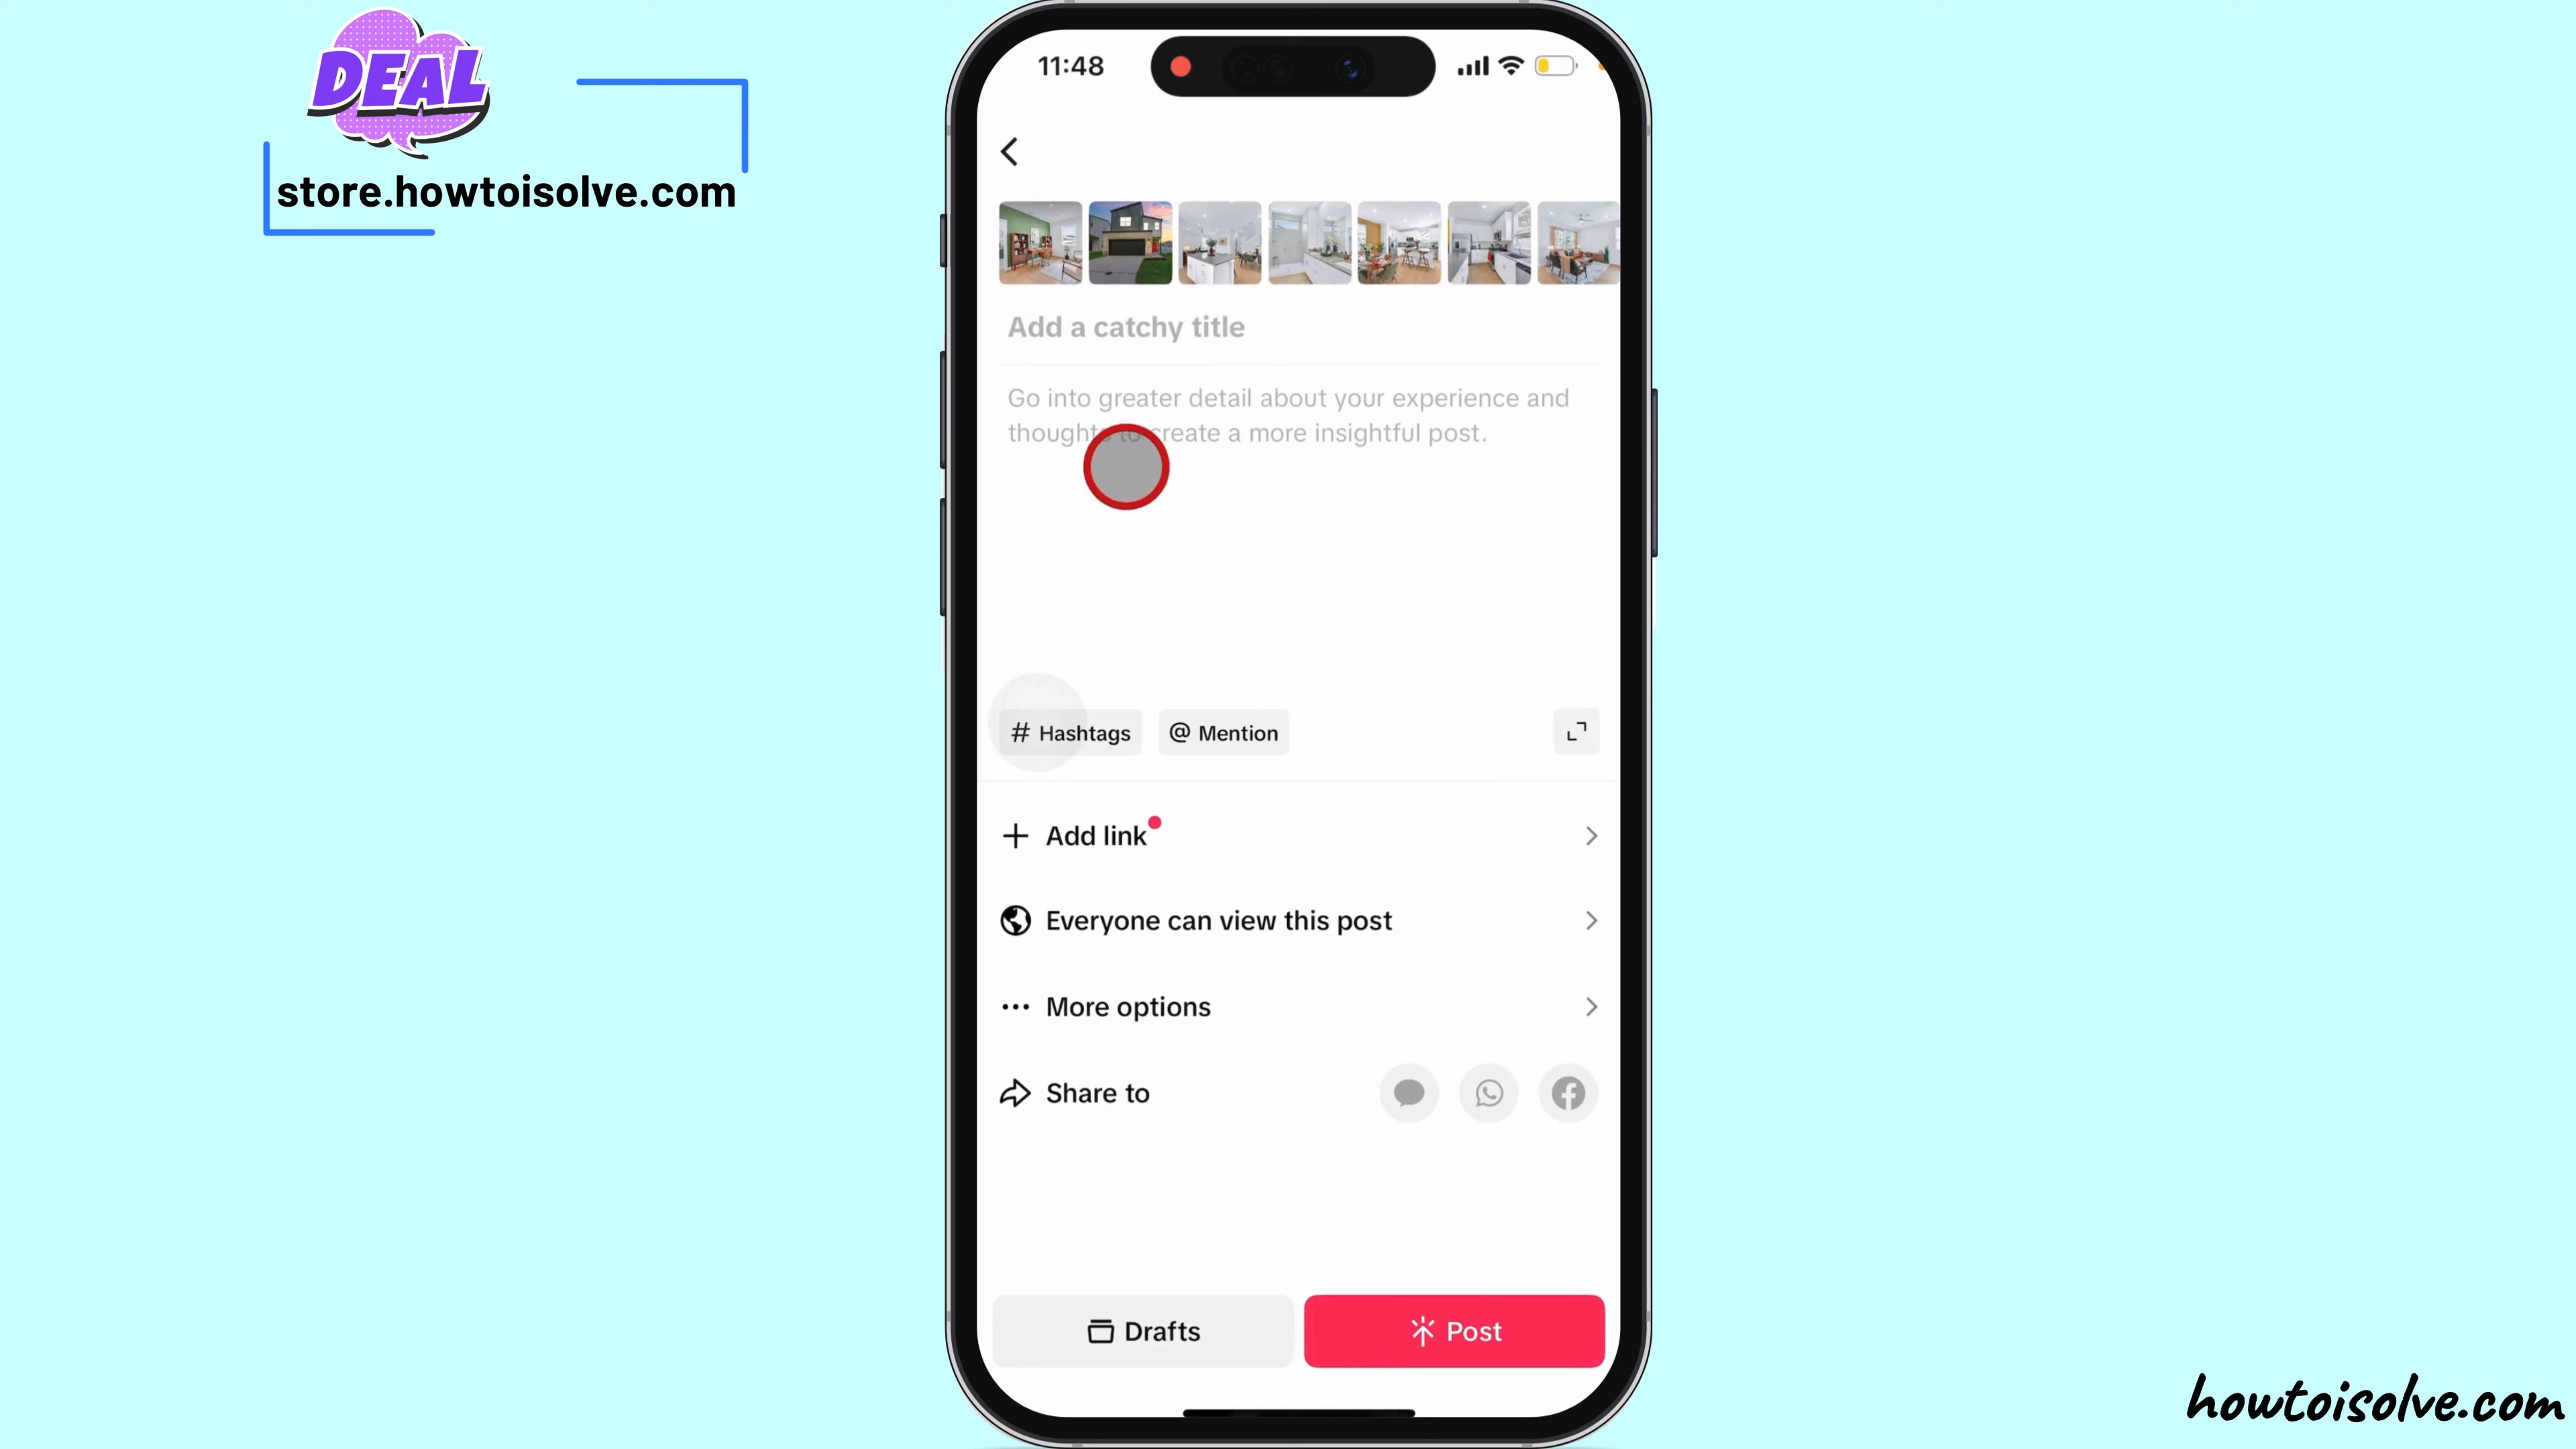 DEAL
store.howtoisolve.com
11:48
Add a catchy title
Go into greater detail about your experience and
thoughts to create a more insightful post.
# Hashtags
@ Mention
Add link
Everyone can view this post
More options
Share to
Drafts
Post
howtoisolve.com